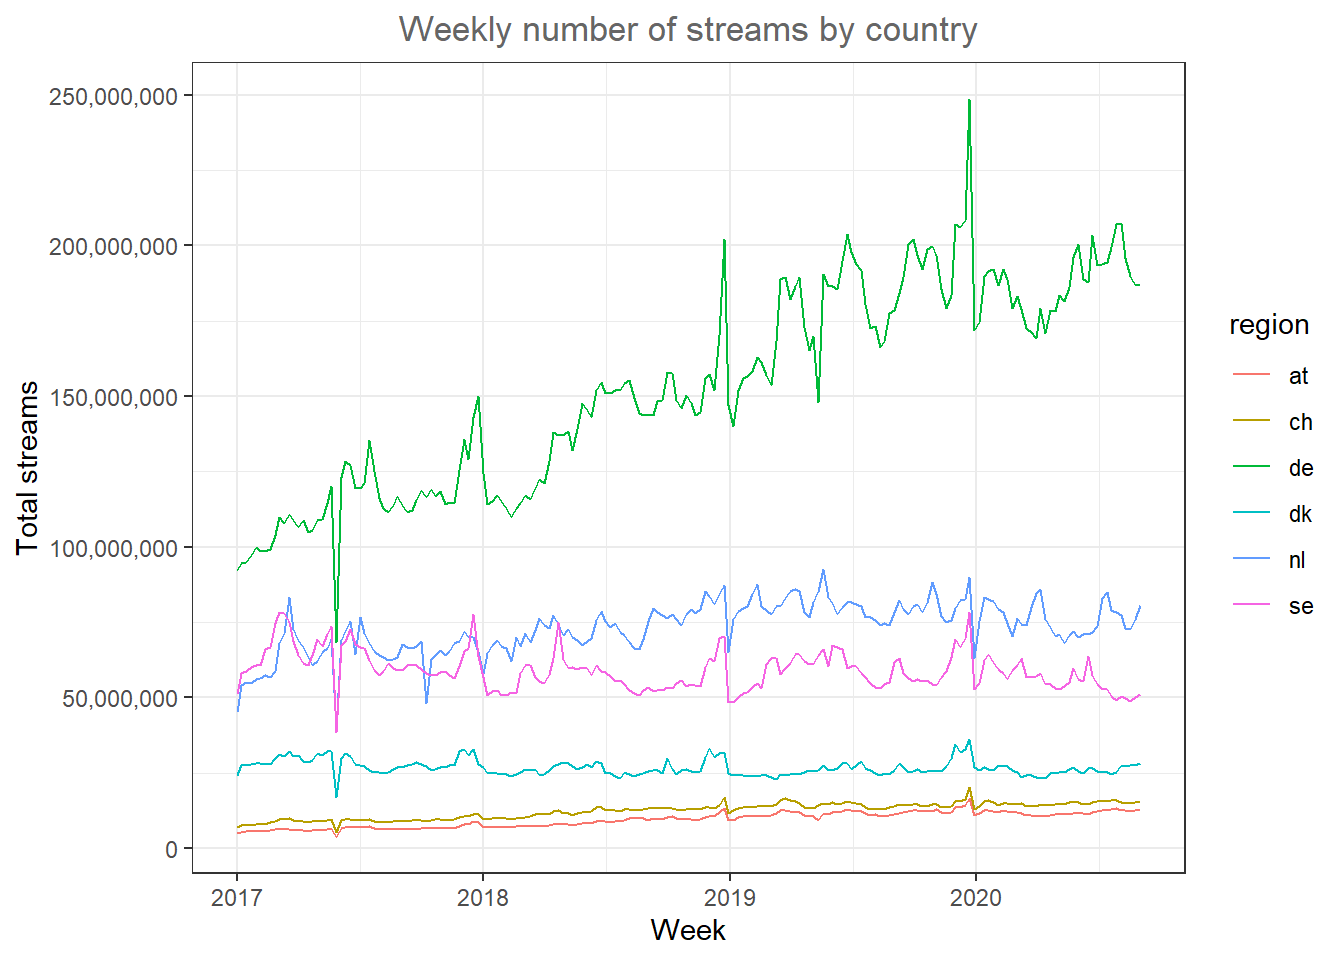 Weekly number of streams by country
250,000,000
200,000,000
150,000,000
100,000,000
50,000,000
0
Total streams
2017 2018 2019 2020
Week
region
at
ch
de
dk
nl
se